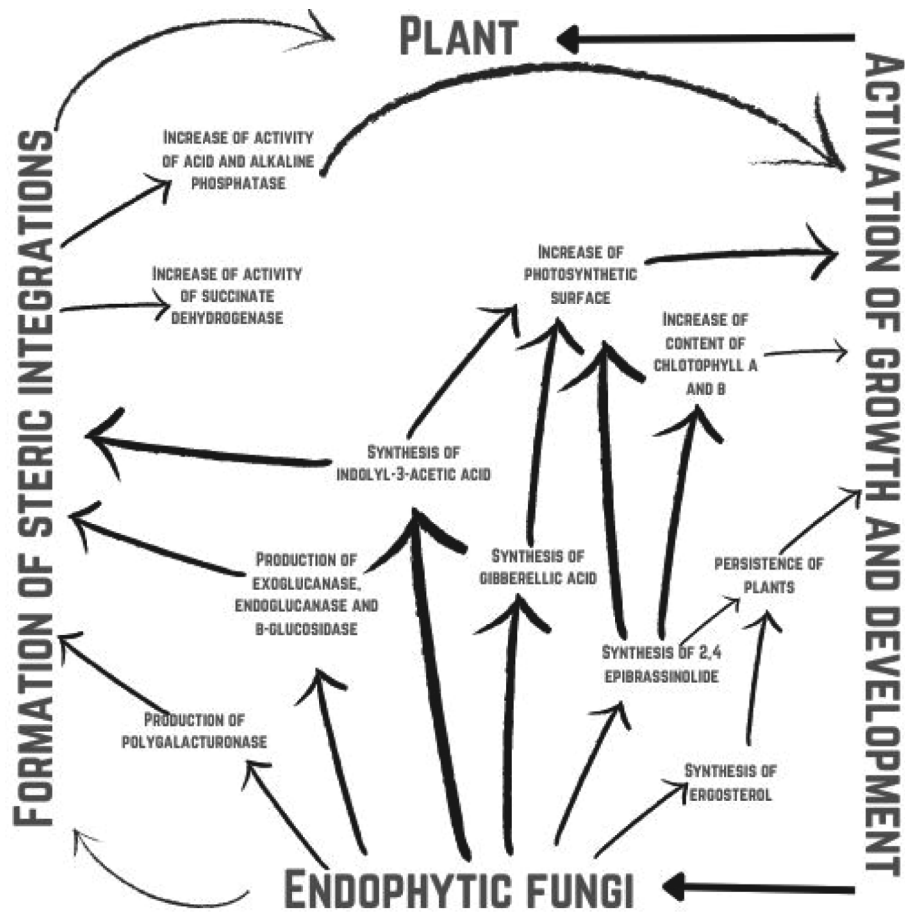 PLANT
ACTIVATION OF GROWTH AND DEVELOPMENT
FORMATION OF STERIC INTEGRATIONS
INCREASE OF ACTIVITY
OF ACID AND ALKALINE
PHOSPHATASE
INCREASE OF ACTIVITY
OF SUCCINATE
DEHYDROGENASE
INCREASE OF
PHOTOSYNTHETIC
SURFACE
INCREASE OF
CONTENT OF
CHLOTOPHYLL A
AND B
SYNTHESIS OF
INDOLYL-3-ACETIC ACID
PRODUCTION OF
EXOGLUCANASE,
ENDOGLUCANASE AND
B-GLUCOSIDASE
SYNTHESIS OF
GIBBERELLIC ACID
PERSISTENCE OF
PLANTS
SYNTHESIS OF 2,4
EPIBRASSINOLIDE
PRODUCTION OF
POLYGALACTURONASE
SYNTHESIS OF
ERGOSTEROL
ENDOPHYTIC FUNGI